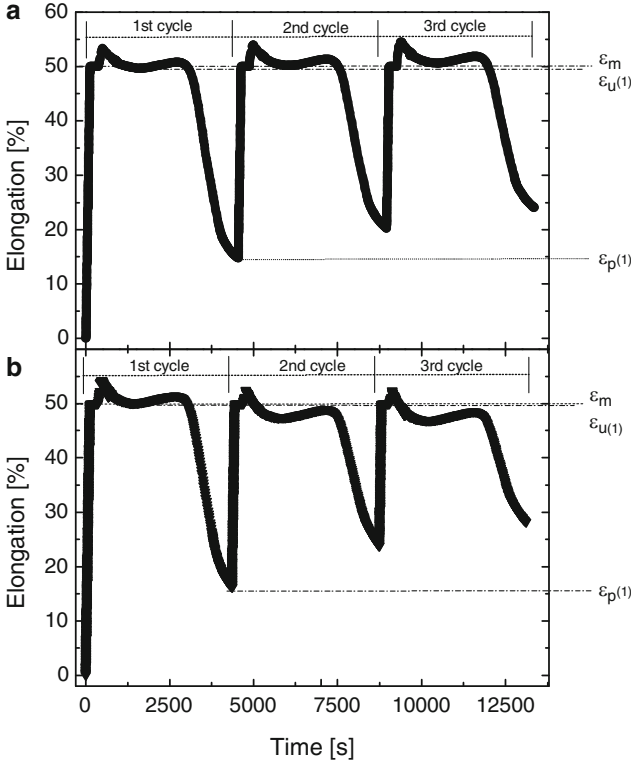 a
1st cycle 2nd cycle 3rd cycle
60
50
40
30
20
10
0
Elongation [%]
εm
εu(1)
εp(1)
b
1st cycle 2nd cycle 3rd cycle
50
40
30
20
10
0
Elongation [%]
εm
εu(1)
εp(1)
0 2500 5000 7500 10000 12500
Time [s]